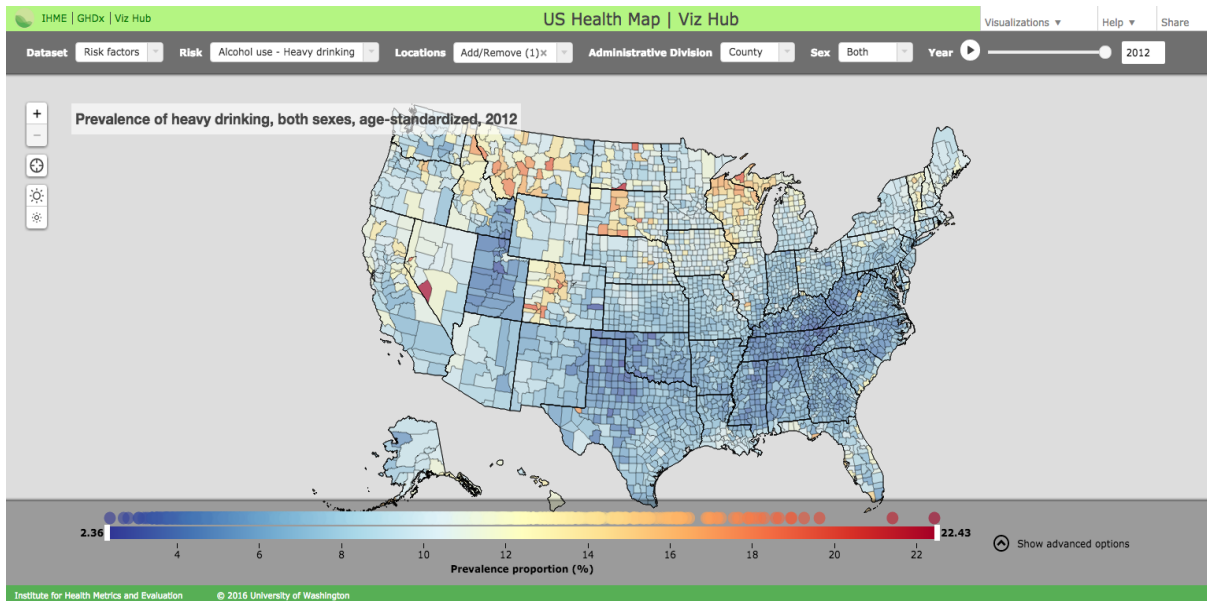 IHME | GHDx | Viz Hub
US Health Map | Viz Hub
Visualizations ▼
Help ▼
Share
Dataset Risk factors Risk Alcohol use - Heavy drinking Locations Add/Remove (1)× Administrative Division County Sex Both Year 2012
+
−
Prevalence of heavy drinking, both sexes, age-standardized, 2012
2.36
22.43
4 6 8 10 12 14 16 18 20 22
Prevalence proportion (%)
Show advanced options
Institute for Health Metrics and Evaluation © 2016 University of Washington